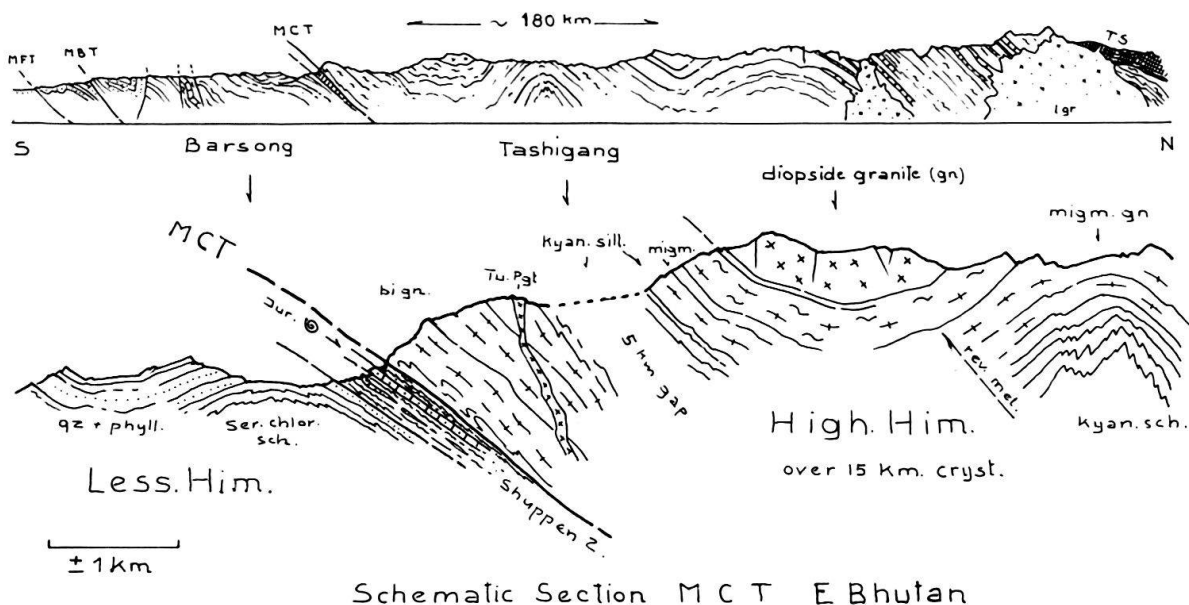 ~ 180 km
MFT
MBT
MCT
TS
lgr
S
Barsong
Tashigang
N
diopside granite (gn)
migm. gn
MCT
Jur.
bi gn.
Tu. Pgt
Kyan. sill.
migm.
5 km gap
rev. met.
qz + phyll.
Ser. chlor.
sch.
High. Him.
Kyan. sch.
over 15 Km. cryst.
Less. Him.
Shuppen Z.
± 1 Km
Schematic Section MCT E Bhutan